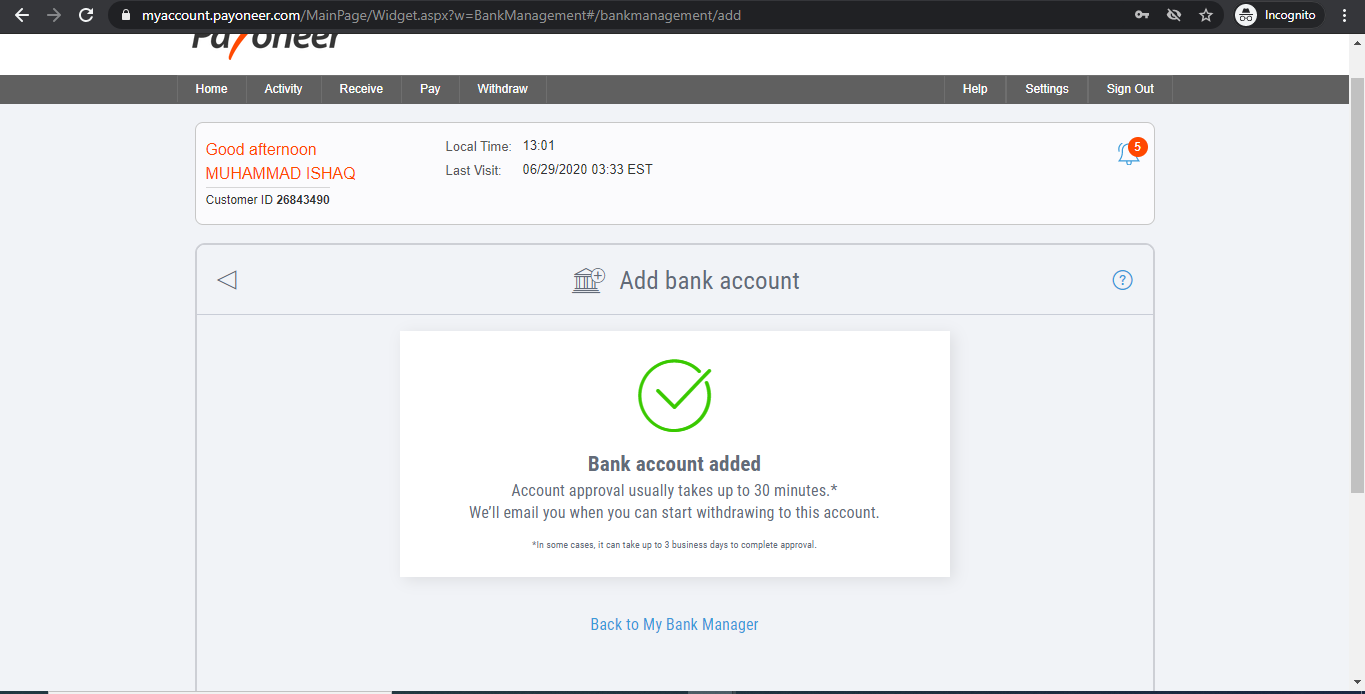 myaccount.payoneer.com/MainPage/Widget.aspx?w=BankManagement#/bankmanagement/add
Incognito
Payoneer
Home Activity Receive Pay Withdraw Help Settings Sign Out
Good afternoon
MUHAMMAD ISHAQ
Customer ID 26843490
Local Time: 13:01
Last Visit: 06/29/2020 03:33 EST
5
Add bank account
?
Bank account added
Account approval usually takes up to 30 minutes.*
We'll email you when you can start withdrawing to this account.
*In some cases, it can take up to 3 business days to complete approval.
Back to My Bank Manager